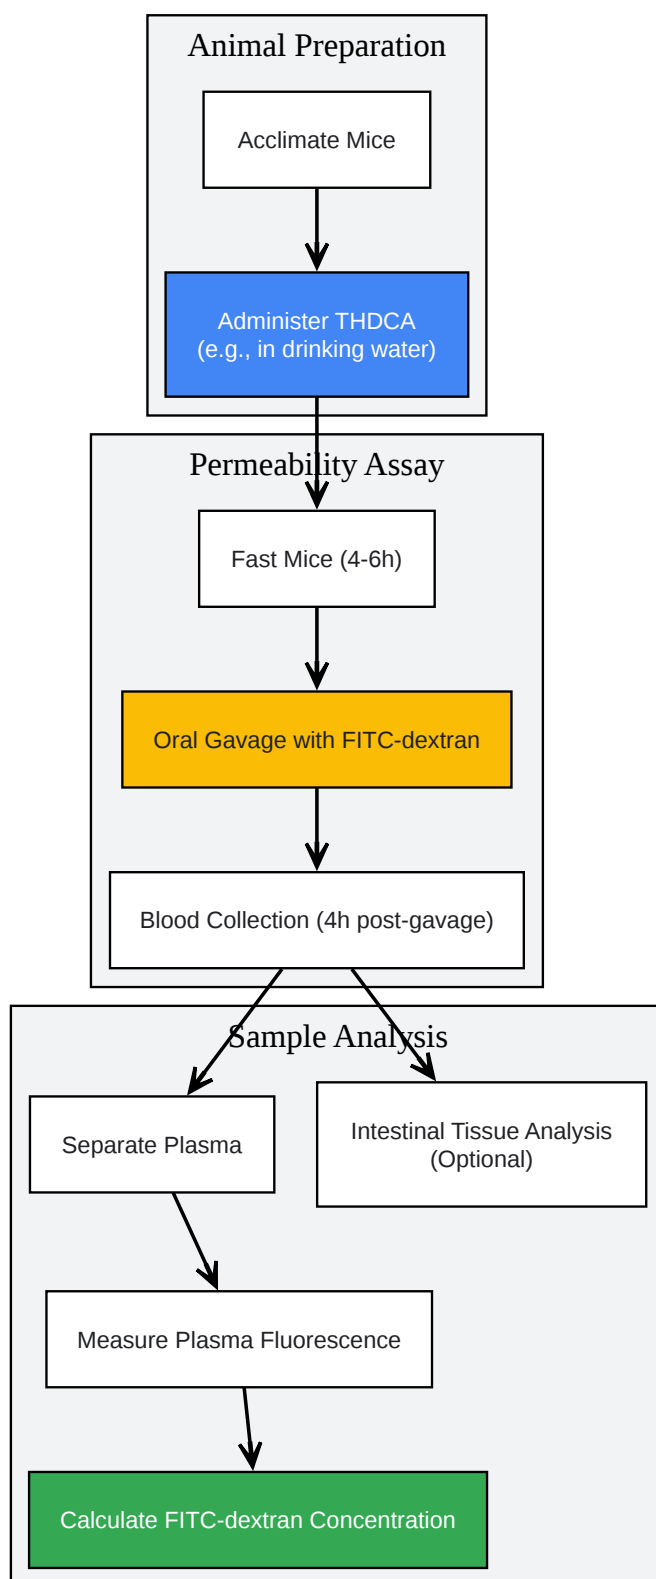 Animal Preparation
Acclimate Mice
Administer THDCA
(e.g., in drinking water)
Permeability Assay
Fast Mice (4-6h)
Oral Gavage with FITC-dextran
Blood Collection (4h post-gavage)
Sample Analysis
Separate Plasma
Intestinal Tissue Analysis
(Optional)
Measure Plasma Fluorescence
Calculate FITC-dextran Concentration